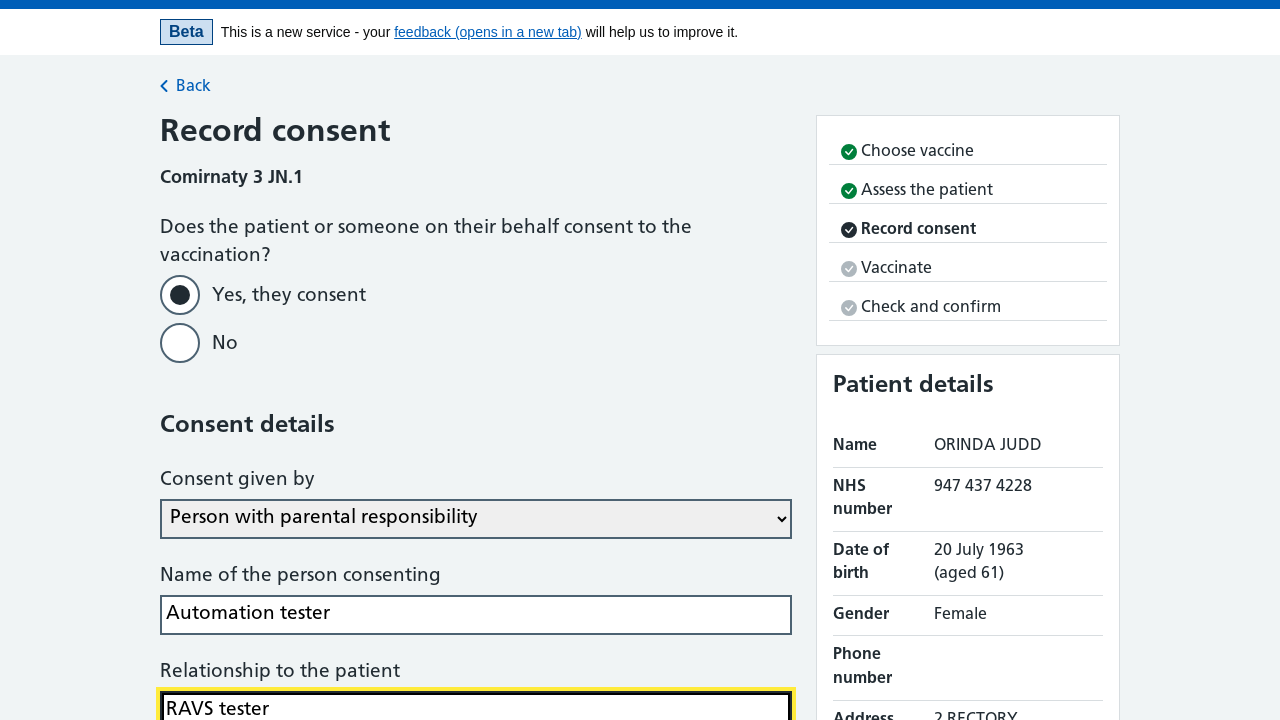 Beta This is a new service - your feedback (opens in a new tab) will help us to improve it.
Back
Record consent
Comirnaty 3 JN.1
Does the patient or someone on their behalf consent to the
vaccination?
Yes, they consent
No
Consent details
Consent given by
Person with parental responsibility
Name of the person consenting
Automation tester
Relationship to the patient
RAVS tester
Choose vaccine
Assess the patient
Record consent
Vaccinate
Check and confirm
Patient details
Name ORINDA JUDD
NHS number 947 437 4228
Date of birth 20 July 1963 (aged 61)
Gender Female
Phone number
Address 2 RECTORY